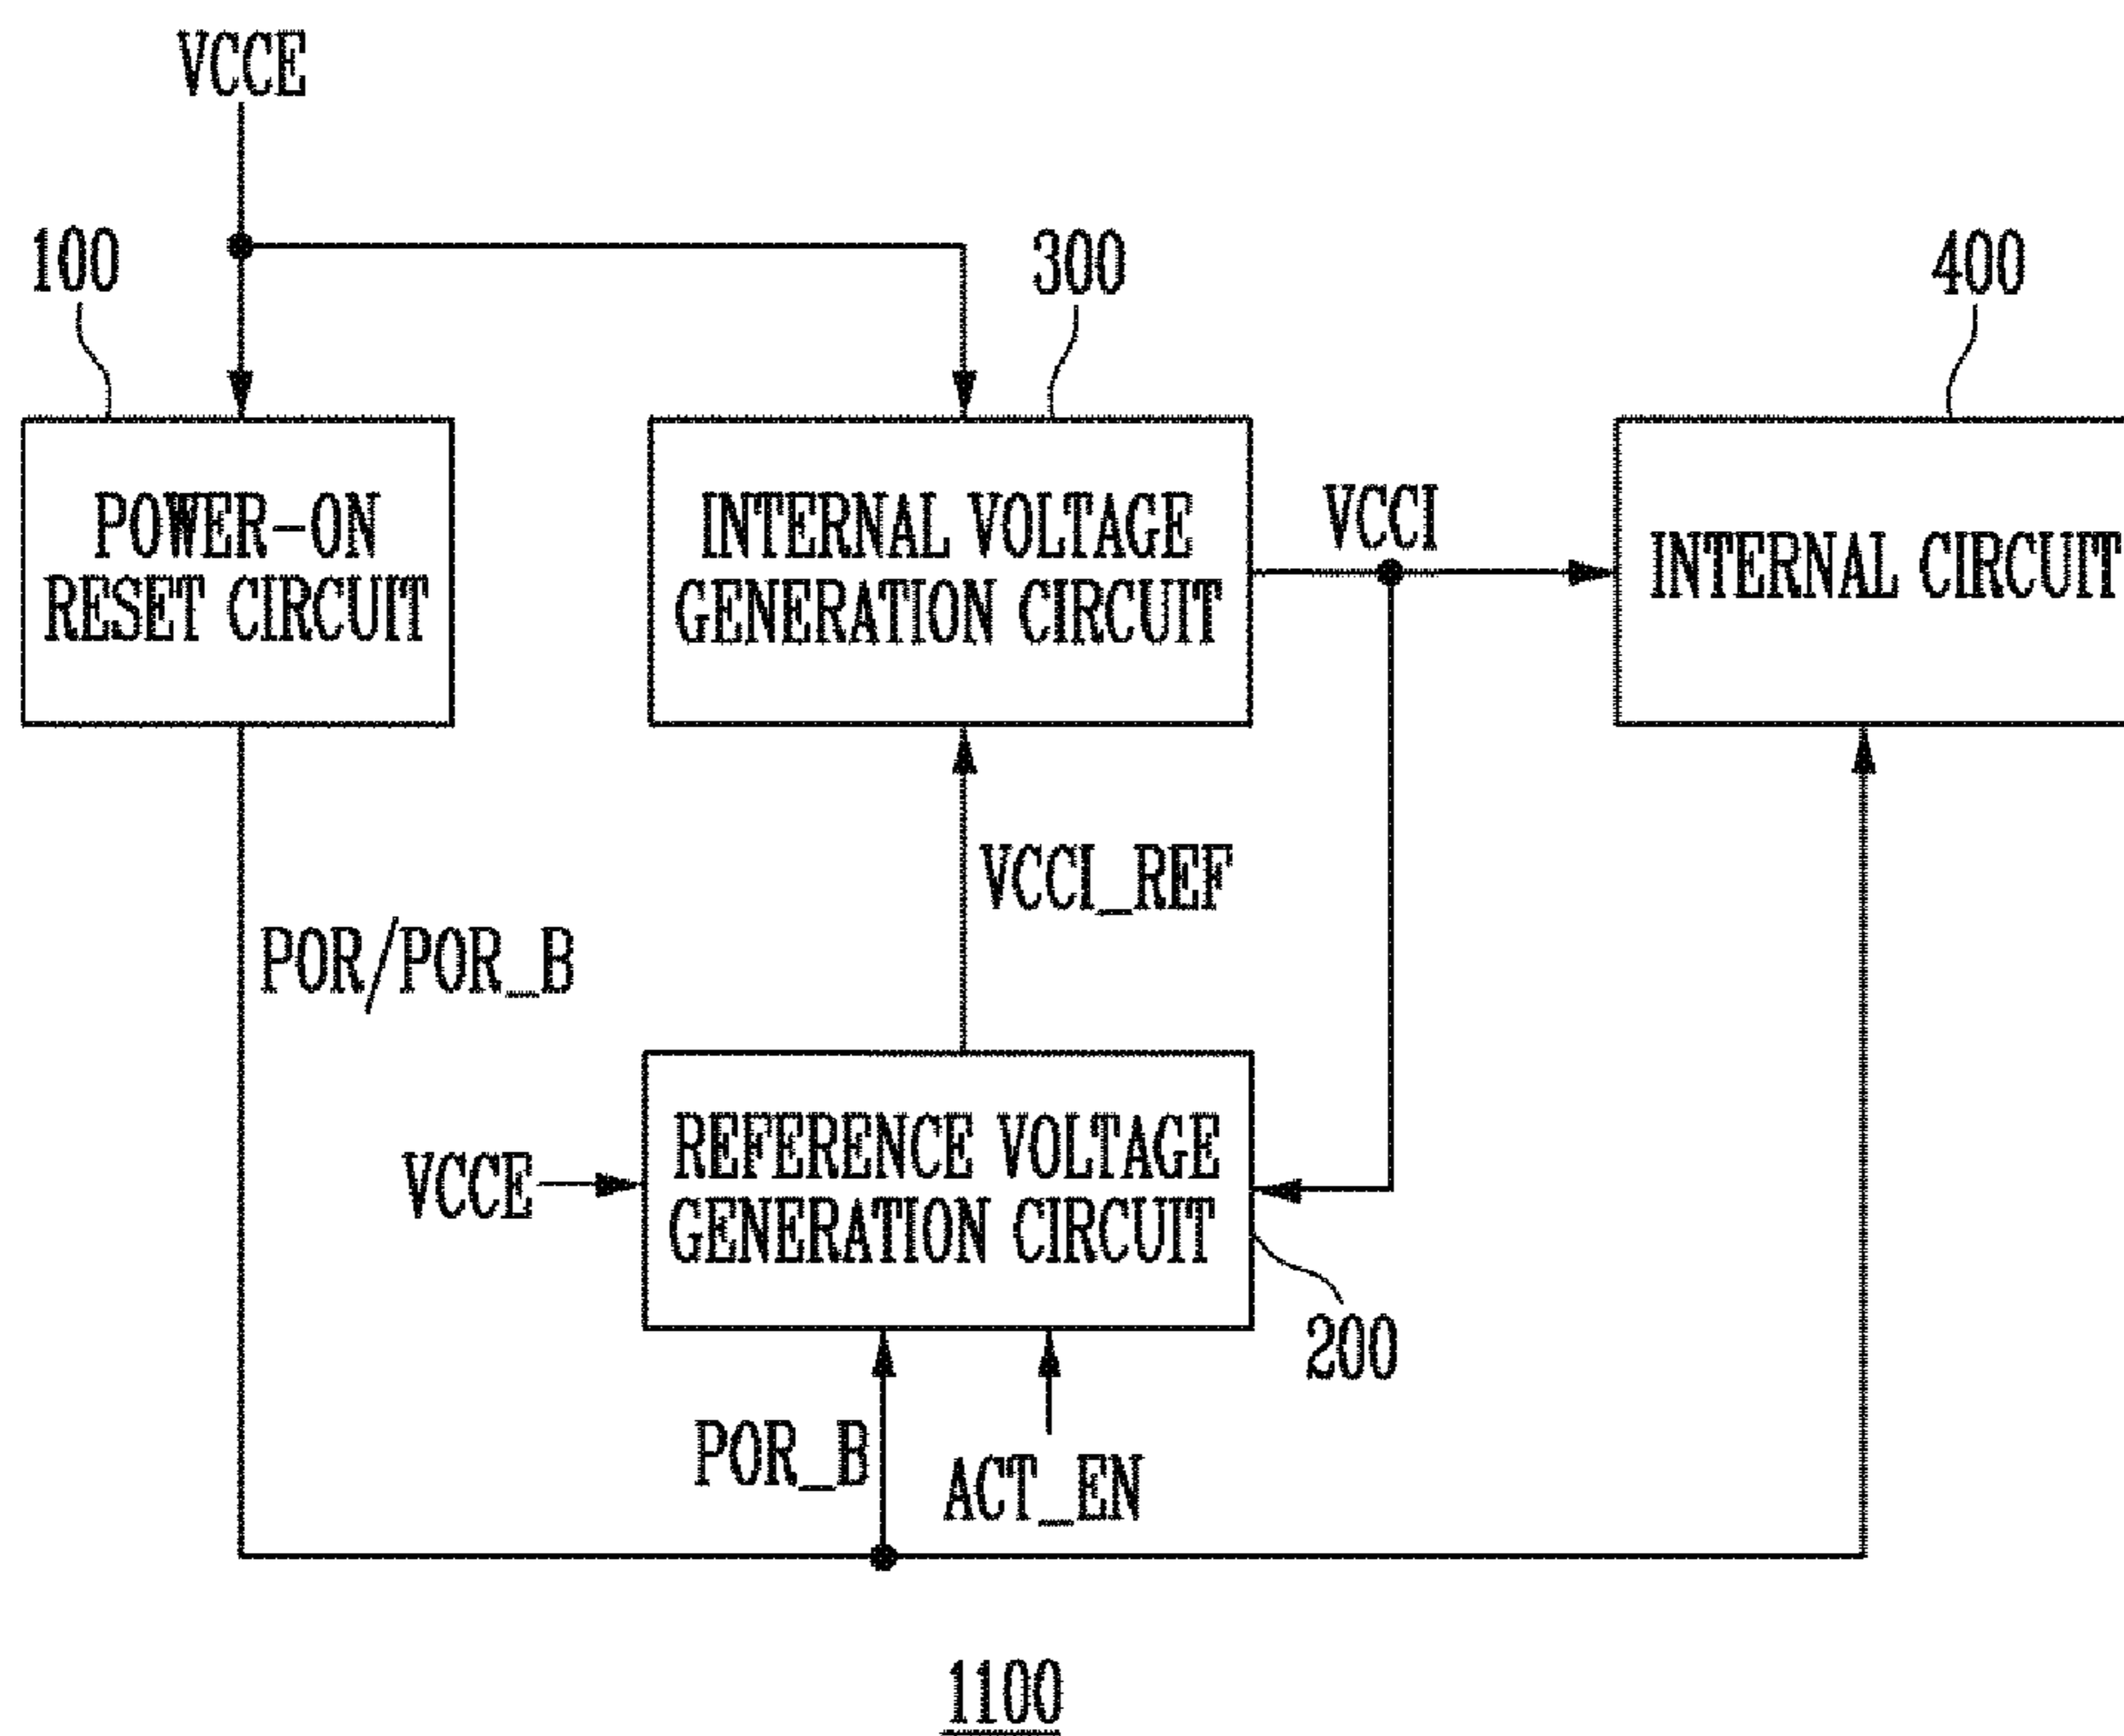 VCCE
100
300
400
POWER-ON
RESET CIRCUIT
INTERNAL VOLTAGE
GENERATION CIRCUIT
VCCI
INTERNAL CIRCUIT
VCCI_REF
POR/POR_B
VCCE
REFERENCE VOLTAGE
GENERATION CIRCUIT
200
POR_B
ACT_EN
1100